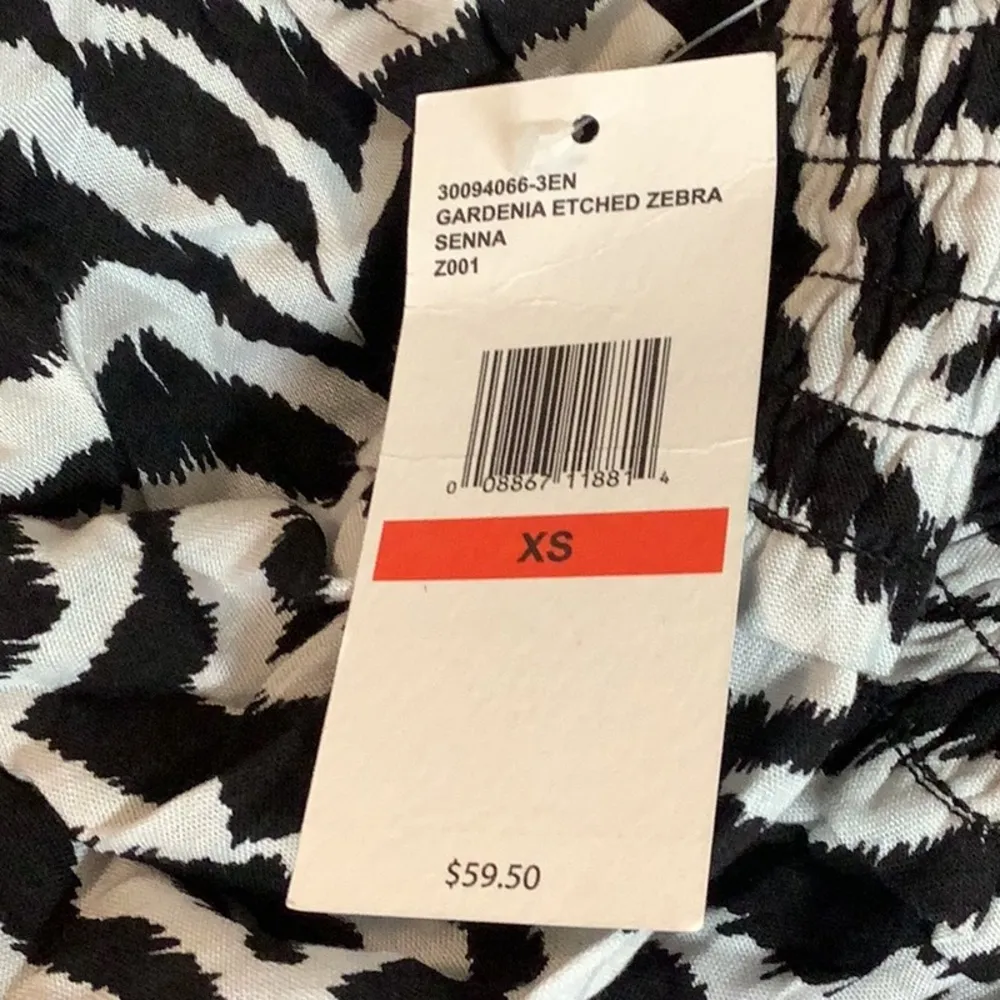 30094066-3EN
GARDENIA ETCHED ZEBRA
SENNA
Z001
0 08867 11881 4
XS
$59.50